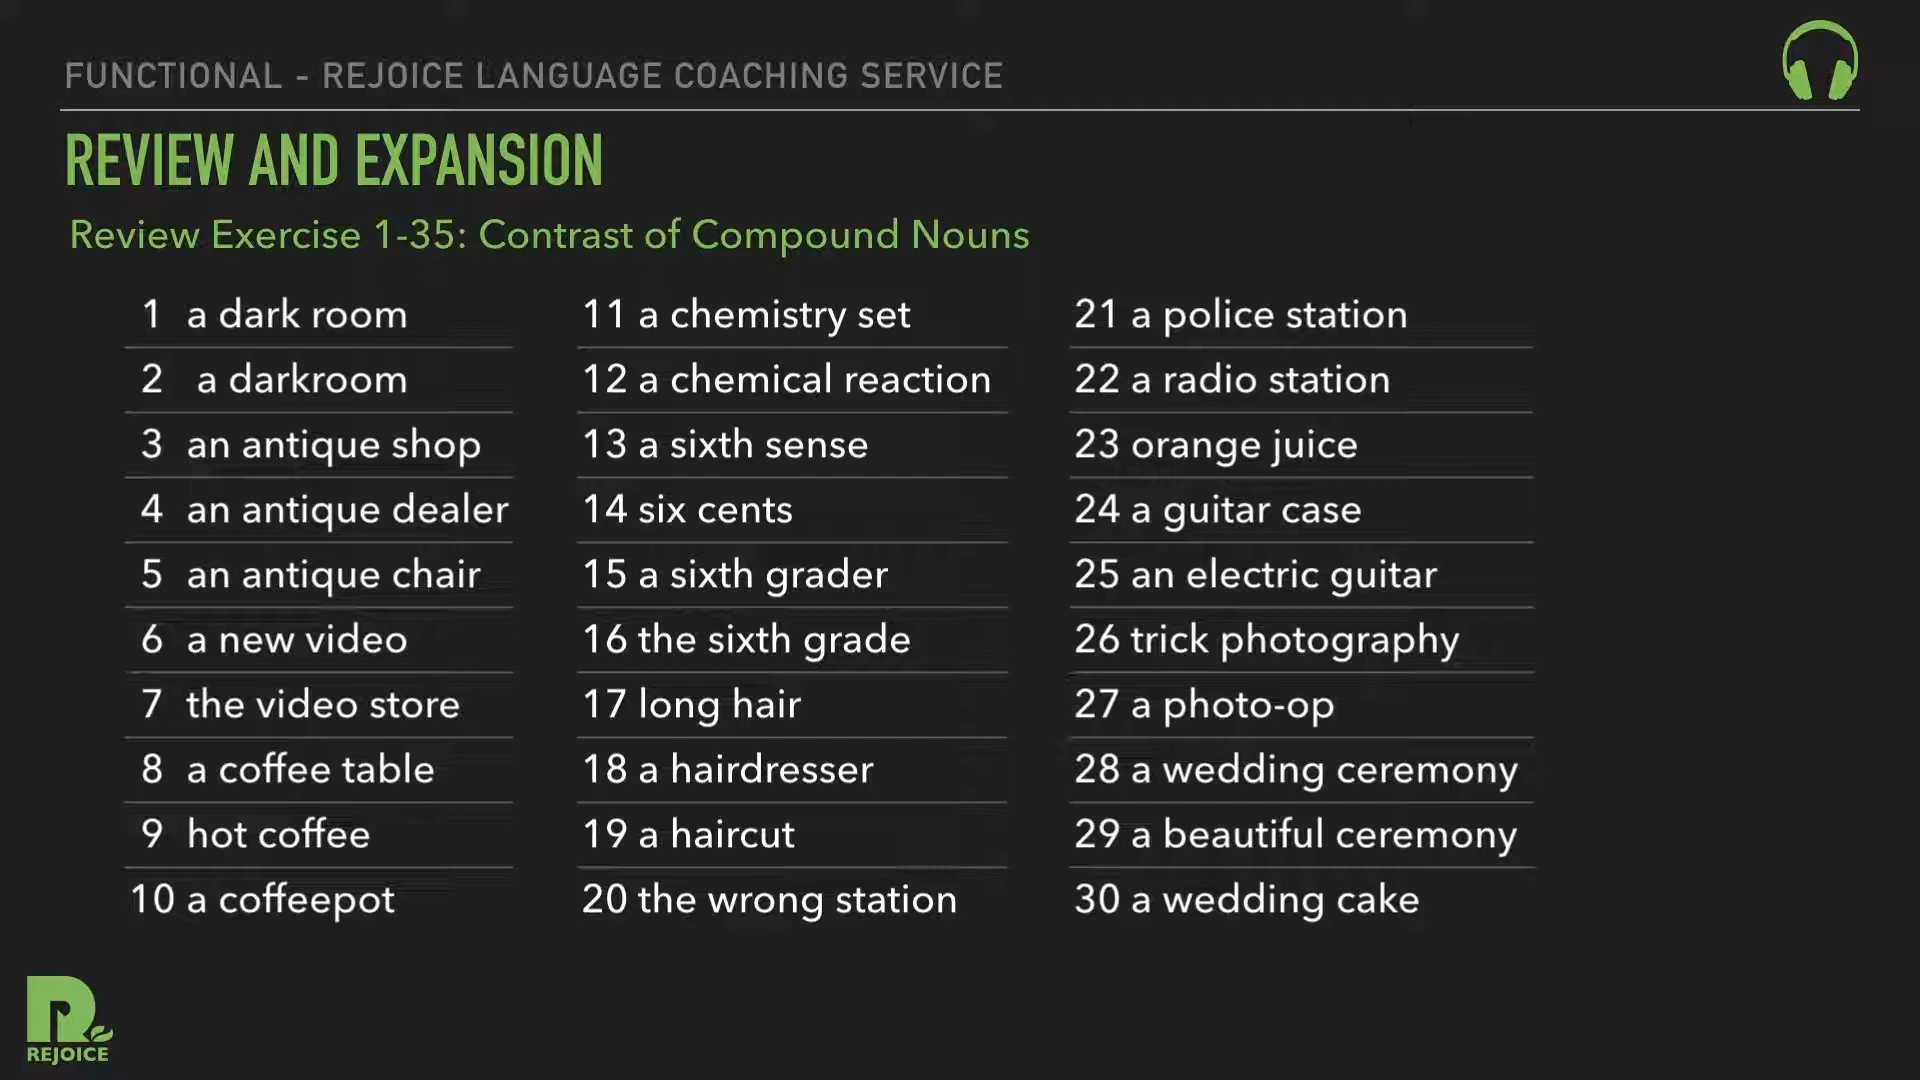 FUNCTIONAL - REJOICE LANGUAGE COACHING SERVICE
REVIEW AND EXPANSION
Review Exercise 1-35: Contrast of Compound Nouns
1 a dark room
2 a darkroom
3 an antique shop
4 an antique dealer
5 an antique chair
6 a new video
7 the video store
8 a coffee table
9 hot coffee
10 a coffeepot
11 a chemistry set
12 a chemical reaction
13 a sixth sense
14 six cents
15 a sixth grader
16 the sixth grade
17 long hair
18 a hairdresser
19 a haircut
20 the wrong station
21 a police station
22 a radio station
23 orange juice
24 a guitar case
25 an electric guitar
26 trick photography
27 a photo-op
28 a wedding ceremony
29 a beautiful ceremony
30 a wedding cake
REJOICE